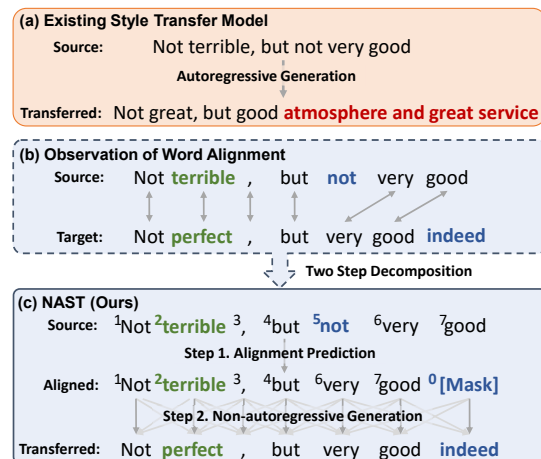 (a) Existing Style Transfer Model
Source: Not terrible, but not very good
Autoregressive Generation
Transferred: Not great, but good atmosphere and great service
(b) Observation of Word Alignment
Source: Not terrible , but not very good
Target: Not perfect , but very good indeed
Two Step Decomposition
(c) NAST (Ours)
Source: 1Not 2terrible 3, 4but 5not 6very 7good
Step 1. Alignment Prediction
Aligned: 1Not 2terrible 3, 4but 6very 7good 0[Mask]
Step 2. Non-autoregressive Generation
Transferred: Not perfect , but very good indeed